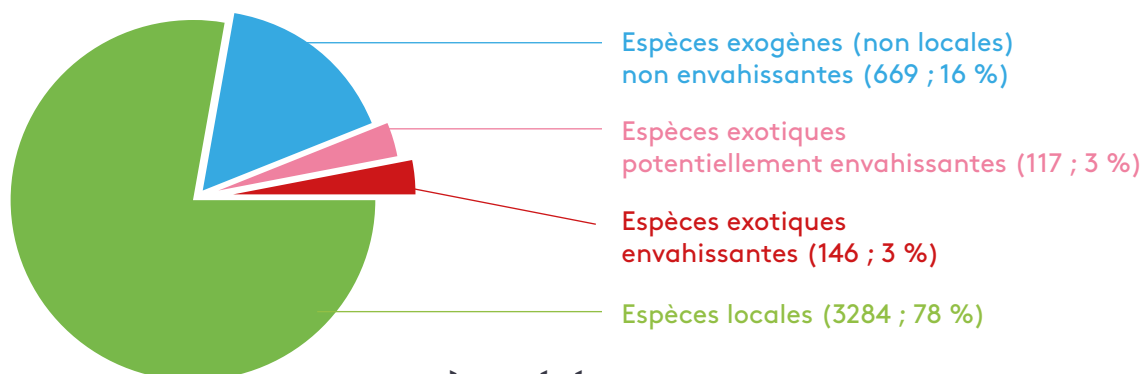 Espèces exogènes (non locales)
non envahissantes (669 ; 16 %)
Espèces exotiques
potentiellement envahissantes (117 ; 3 %)
Espèces exotiques
envahissantes (146 ; 3 %)
Espèces locales (3284 ; 78 %)